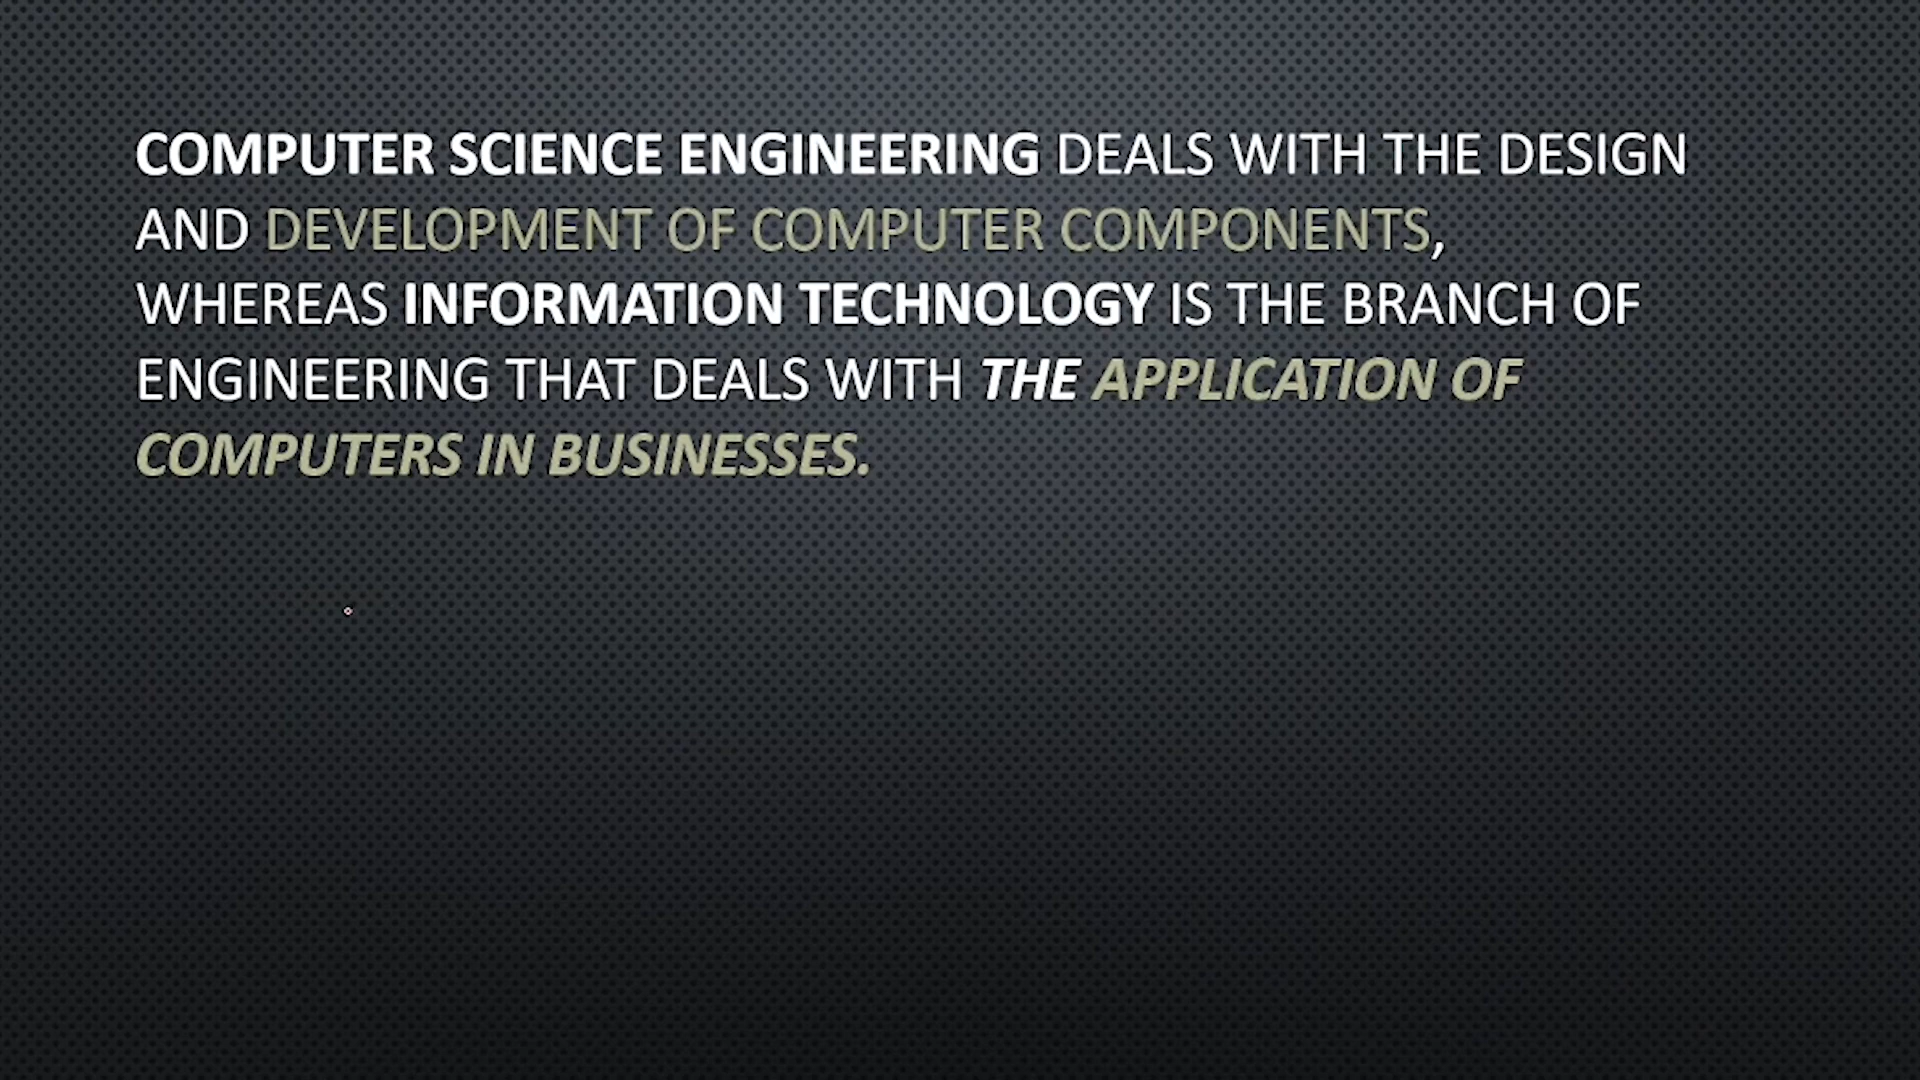 COMPUTER SCIENCE ENGINEERING DEALS WITH THE DESIGN
AND DEVELOPMENT OF COMPUTER COMPONENTS,
WHEREAS INFORMATION TECHNOLOGY IS THE BRANCH OF
ENGINEERING THAT DEALS WITH THE APPLICATION OF
COMPUTERS IN BUSINESSES.